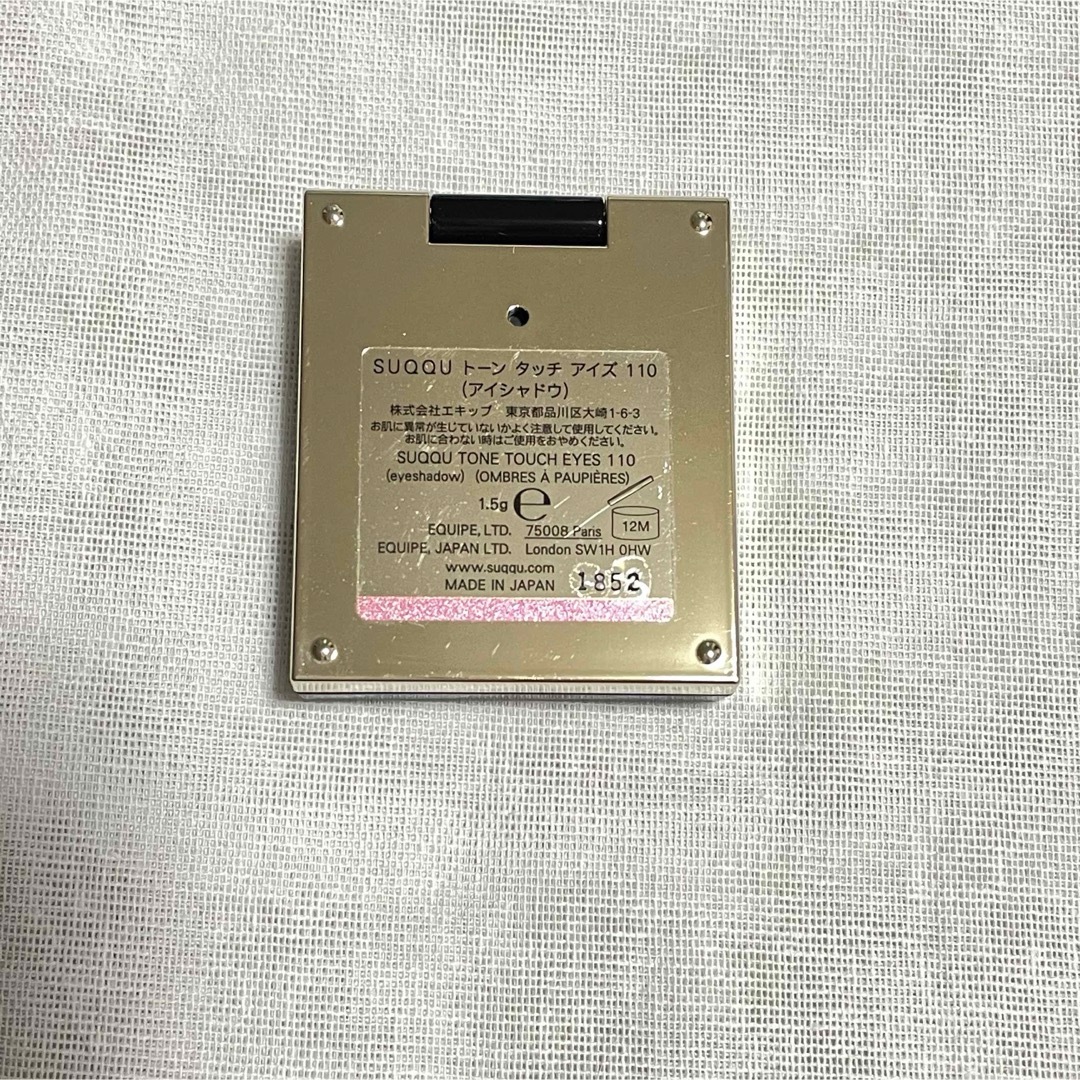 SUQQU トーン タッチ アイズ 110
(アイシャドウ)
株式会社エキップ 東京都品川区大崎1-6-3
お肌に異常が生じていないかよく注意して使用してください。
お肌に合わない時はご使用をおやめください。
SUQQU TONE TOUCH EYES 110
(eyeshadow) (OMBRES À PAUPIÈRES)
1.5g ℮
12M
EQUIPE, LTD. 75008 Paris
EQUIPE, JAPAN LTD. London SW1H 0HW
www.suqqu.com
MADE IN JAPAN 1852